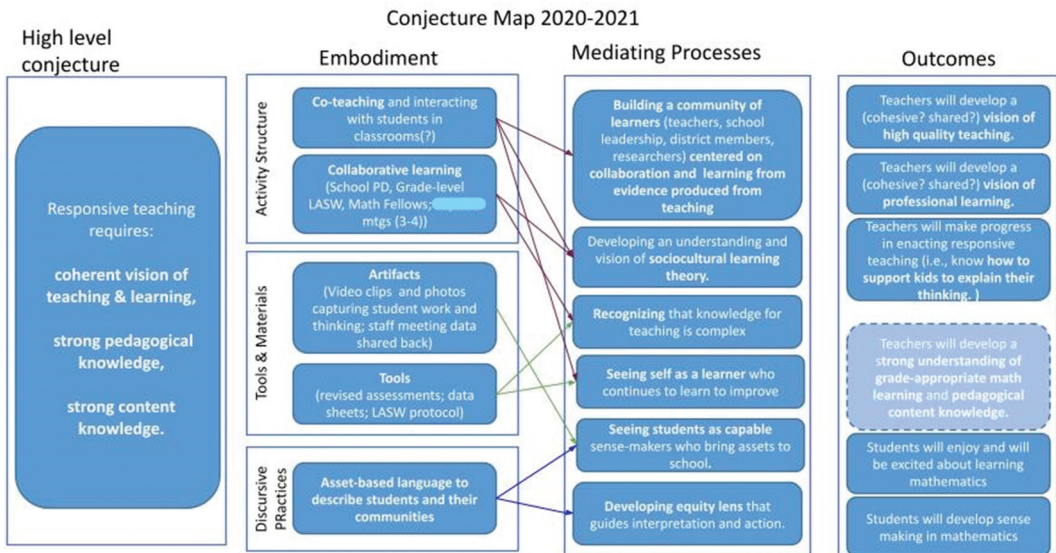 Conjecture Map 2020-2021
High level
conjecture
Responsive teaching
requires:
coherent vision of
teaching & learning,
strong pedagogical
knowledge,
strong content
knowledge.
Embodiment
Activity Structure
Co-teaching and interacting
with students in
classrooms(?)
Collaborative learning
(School PD, Grade-level
LASW, Math Fellows;
mtgs (3-4))
Tools & Materials
Artifacts
(Video clips and photos
capturing student work and
thinking; staff meeting data
shared back)
Tools
(revised assessments; data
sheets; LASW protocol)
Discursive
PRactices
Asset-based language to
describe students and their
communities
Mediating Processes
Building a community of
learners (teachers, school
leadership, district members,
researchers) centered on
collaboration and learning from
evidence produced from
teaching
Developing an understanding and
vision of sociocultural learning
theory.
Recognizing that knowledge for
teaching is complex
Seeing self as a learner who
continues to learn to improve
Seeing students as capable
sense-makers who bring assets to
school.
Developing equity lens that
guides interpretation and action.
Outcomes
Teachers will develop a
(cohesive? shared?) vision of
high quality teaching.
Teachers will develop a
(cohesive? shared?) vision of
professional learning.
Teachers will make progress
in enacting responsive
teaching (i.e., know how to
support kids to explain their
thinking. )
Teachers will develop a
strong understanding of
grade-appropriate math
learning and pedagogical
content knowledge.
Students will enjoy and will
be excited about learning
mathematics
Students will develop sense
making in mathematics